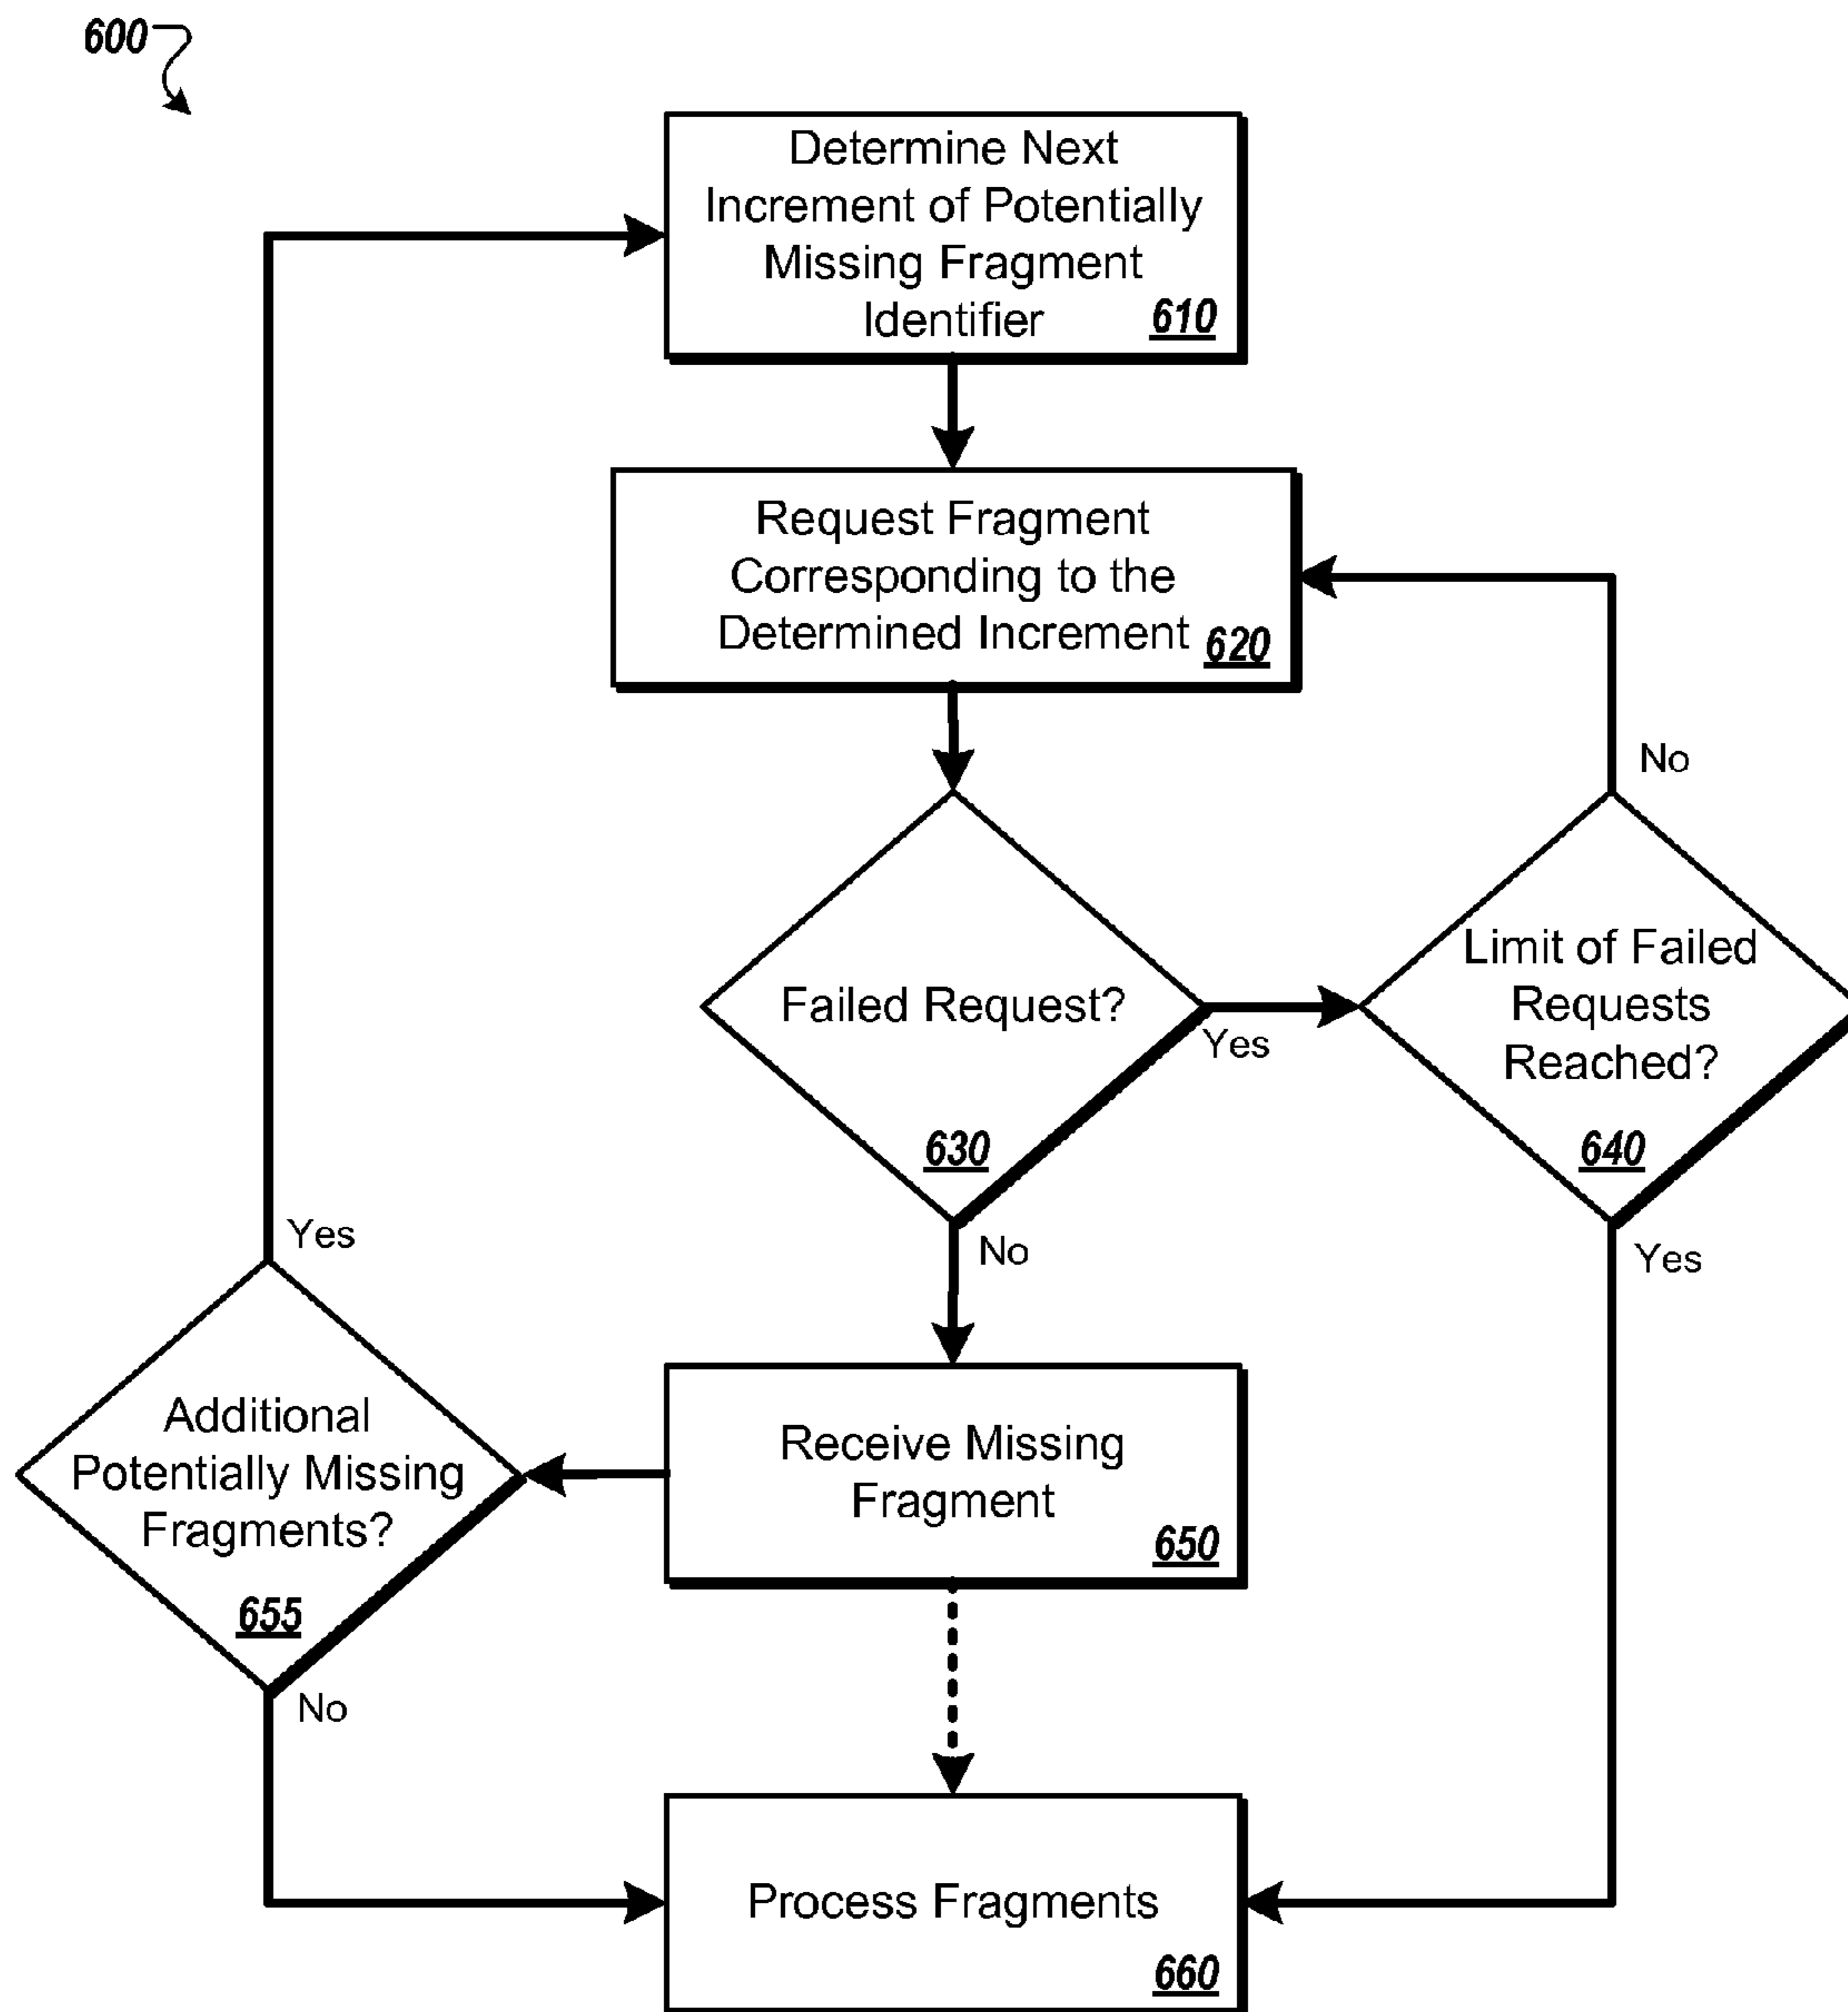 600
Determine Next
Increment of Potentially
Missing Fragment
Identifier
610
Request Fragment
Corresponding to the
Determined Increment
620
No
Failed Request?
Yes
630
Limit of Failed
Requests
Reached?
640
Yes
No
Yes
Additional
Potentially Missing
Fragments?
655
Receive Missing
Fragment
650
No
Process Fragments
660